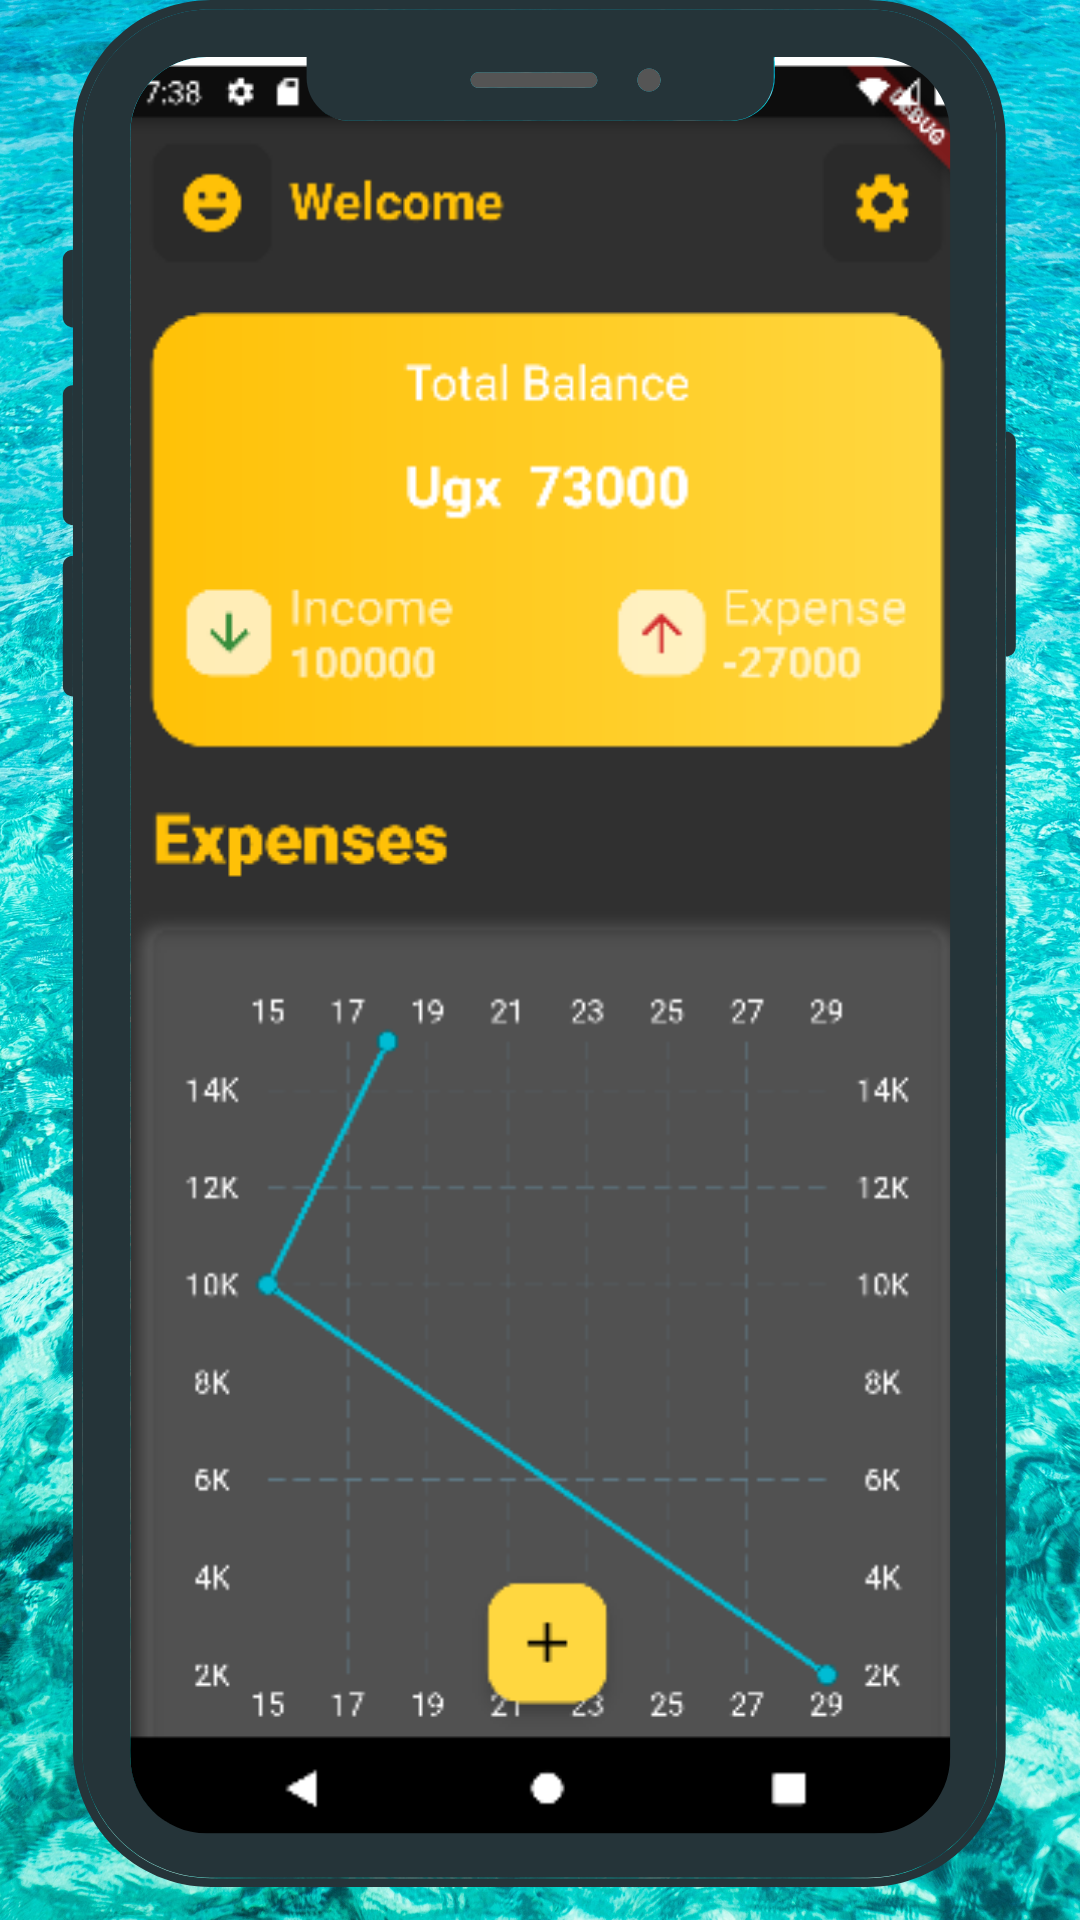 7:38
DEBUG
Welcome
Total Balance
Ugx 73000
Income
100000
Expense
-27000
Expenses
15 17 19 21 23 25 27 29
14K 14K
12K 12K
10K 10K
8K 8K
6K 6K
4K 4K
2K 2K
15 17 19 21 23 25 27 29